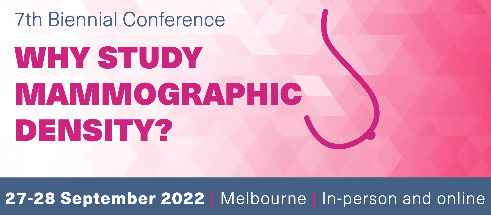 7th Biennial Conference
WHY STUDY
MAMMOGRAPHIC
DENSITY?
27-28 September 2022 | Melbourne | In-person and online